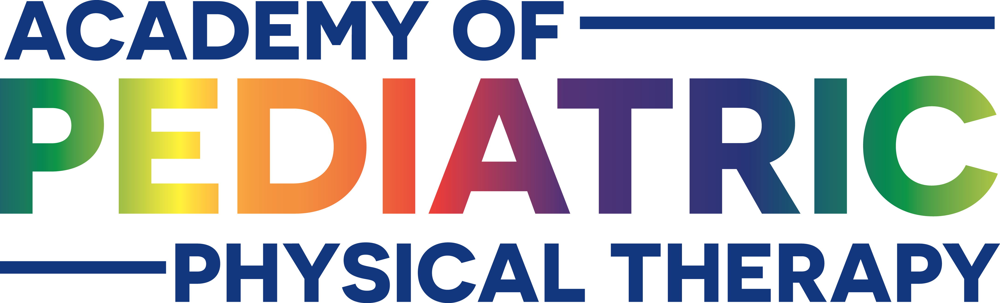 ACADEMY OF
PEDIATRIC
PHYSICAL THERAPY